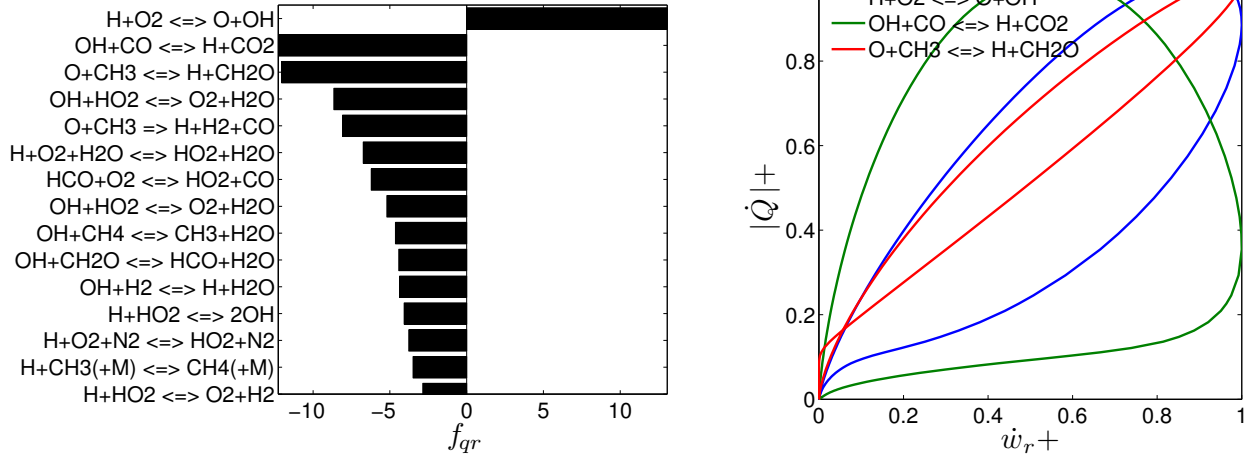 H+O2 <=> O+OH
OH+CO <=> H+CO2
O+CH3 <=> H+CH2O
OH+HO2 <=> O2+H2O
O+CH3 => H+H2+CO
H+O2+H2O <=> HO2+H2O
HCO+O2 <=> HO2+CO
OH+HO2 <=> O2+H2O
OH+CH4 <=> CH3+H2O
OH+CH2O <=> HCO+H2O
OH+H2 <=> H+H2O
H+HO2 <=> 2OH
H+O2+N2 <=> HO2+N2
H+CH3(+M) <=> CH4(+M)
H+HO2 <=> O2+H2
−10 −5 0 5 10
f_qr
H+O2 <=> O+OH
OH+CO <=> H+CO2
O+CH3 <=> H+CH2O
0.8
0.6
0.4
0.2
0
|Q̇|+
0 0.2 0.4 0.6 0.8 1
ẇ_r+